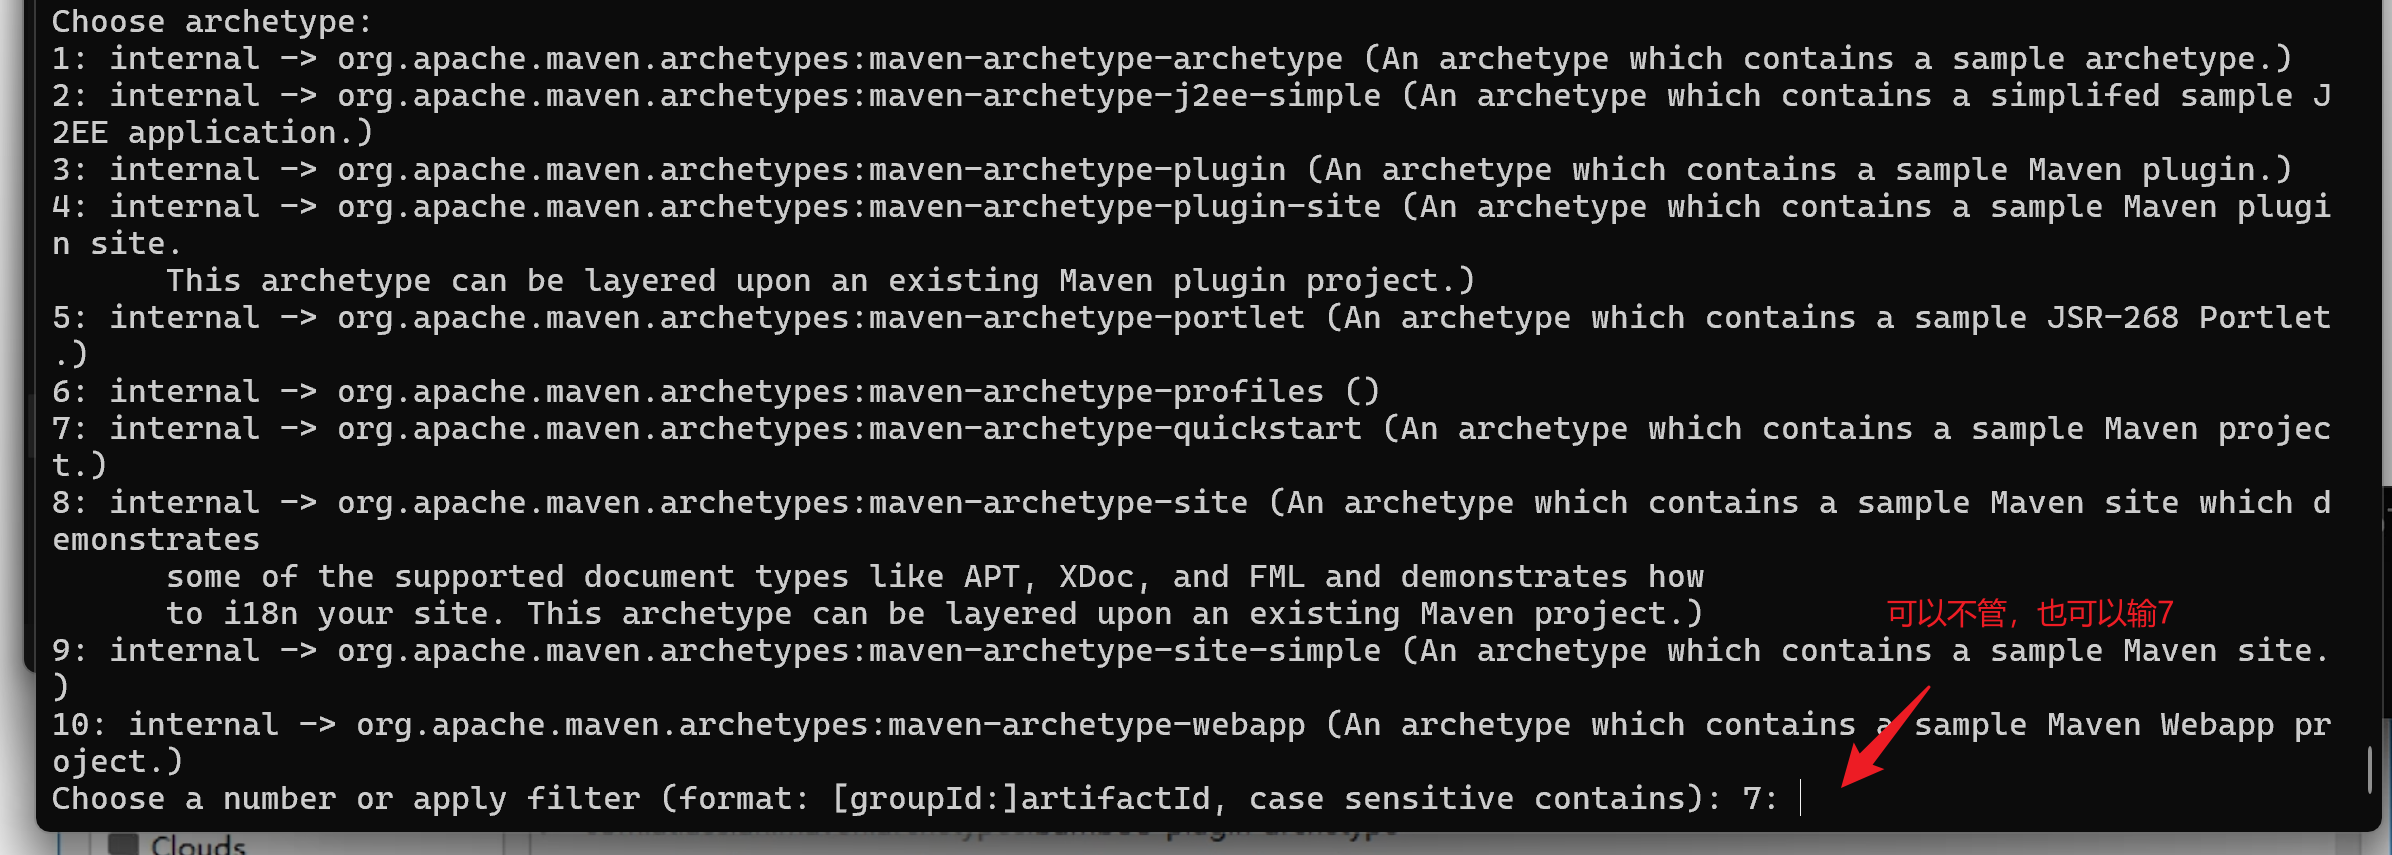 Choose archetype:
1: internal -> org.apache.maven.archetypes:maven-archetype-archetype (An archetype which contains a sample archetype.)
2: internal -> org.apache.maven.archetypes:maven-archetype-j2ee-simple (An archetype which contains a simplifed sample J
2EE application.)
3: internal -> org.apache.maven.archetypes:maven-archetype-plugin (An archetype which contains a sample Maven plugin.)
4: internal -> org.apache.maven.archetypes:maven-archetype-plugin-site (An archetype which contains a sample Maven plugi
n site.
This archetype can be layered upon an existing Maven plugin project.)
5: internal -> org.apache.maven.archetypes:maven-archetype-portlet (An archetype which contains a sample JSR-268 Portlet
.)
6: internal -> org.apache.maven.archetypes:maven-archetype-profiles ()
7: internal -> org.apache.maven.archetypes:maven-archetype-quickstart (An archetype which contains a sample Maven projec
t.)
8: internal -> org.apache.maven.archetypes:maven-archetype-site (An archetype which contains a sample Maven site which d
emonstrates
some of the supported document types like APT, XDoc, and FML and demonstrates how
to i18n your site. This archetype can be layered upon an existing Maven project.)
可以不管，也可以输7
9: internal -> org.apache.maven.archetypes:maven-archetype-site-simple (An archetype which contains a sample Maven site.
)
10: internal -> org.apache.maven.archetypes:maven-archetype-webapp (An archetype which contains a sample Maven Webapp pr
oject.)
Choose a number or apply filter (format: [groupId:]artifactId, case sensitive contains): 7:
Clouds